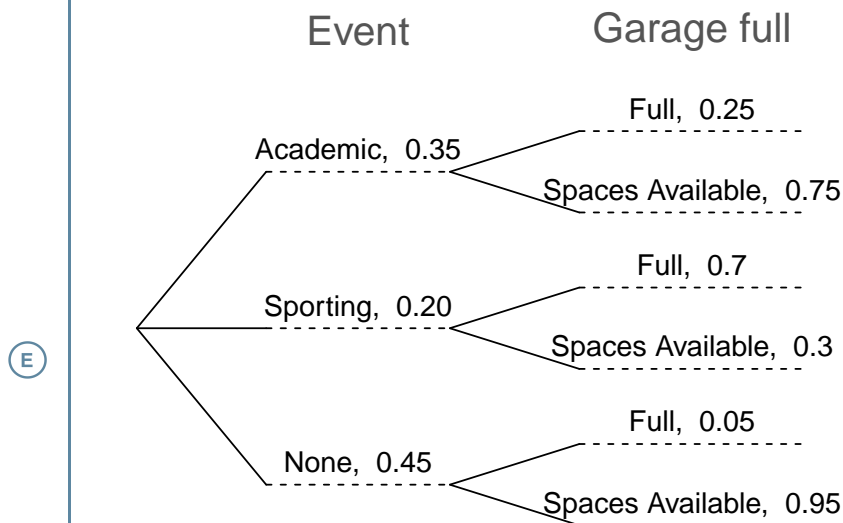 Event Garage full
Full, 0.25
Academic, 0.35
Spaces Available, 0.75
Full, 0.7
Sporting, 0.20
E
Spaces Available, 0.3
Full, 0.05
None, 0.45
Spaces Available, 0.95